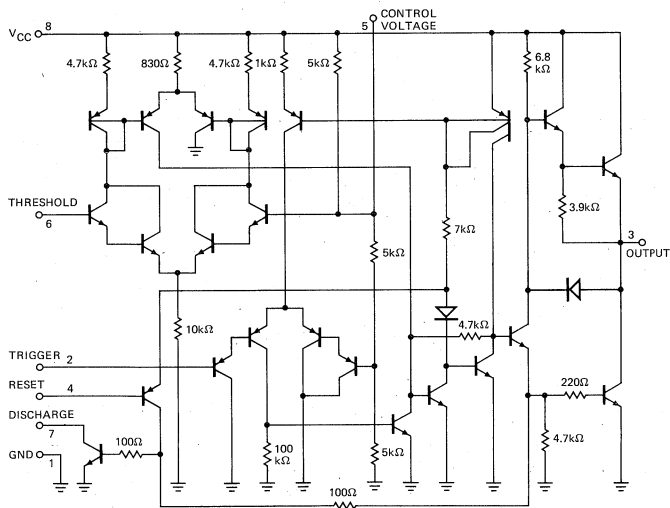 CONTROL
VOLTAGE
5
VCC 8
4.7kΩ
830Ω
4.7kΩ
1kΩ
5kΩ
6.8
kΩ
THRESHOLD
6
3.9kΩ
7kΩ
3
OUTPUT
5kΩ
10kΩ
4.7kΩ
TRIGGER
2
RESET
4
220Ω
DISCHARGE
7
100Ω
100
kΩ
5kΩ
4.7kΩ
GND
1
100Ω